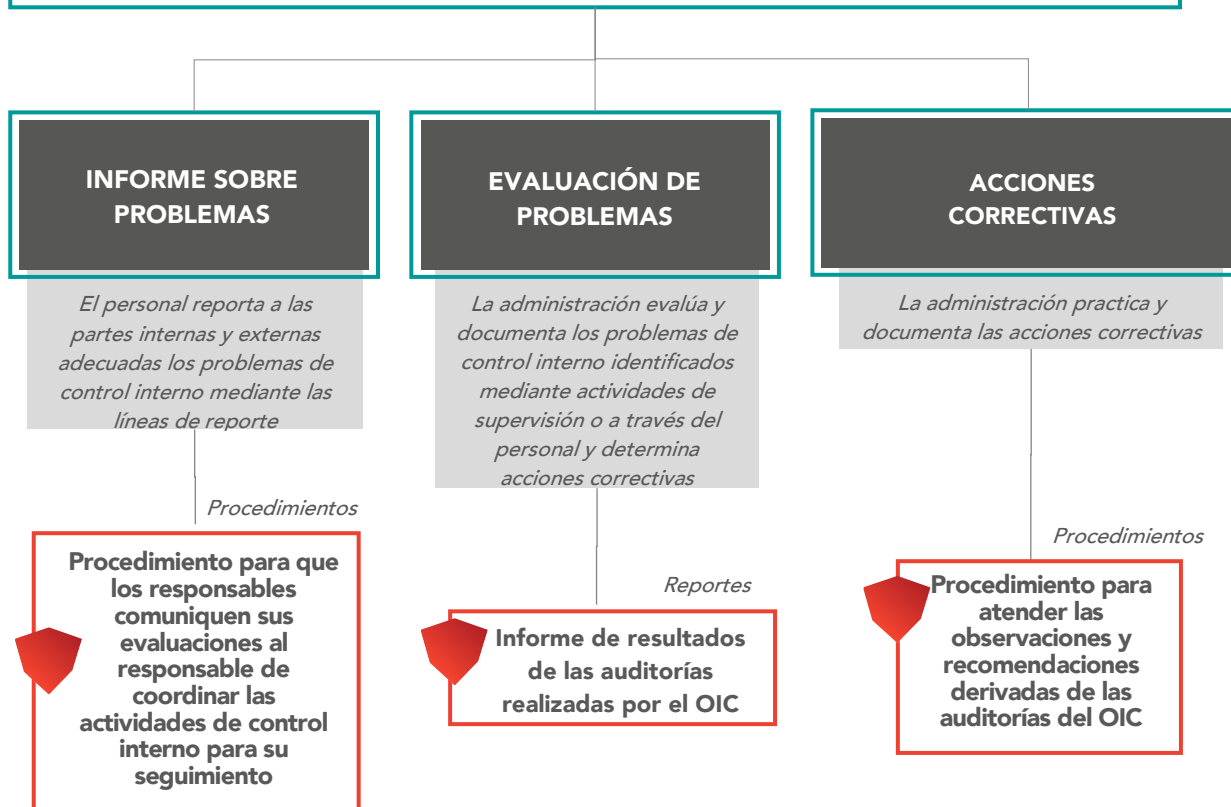 INFORME SOBRE
PROBLEMAS
El personal reporta a las
partes internas y externas
adecuadas los problemas de
control interno mediante las
líneas de reporte
Procedimientos
Procedimiento para que
los responsables
comuniquen sus
evaluaciones al
responsable de
coordinar las
actividades de control
interno para su
seguimiento
EVALUACIÓN DE
PROBLEMAS
La administración evalúa y
documenta los problemas de
control interno identificados
mediante actividades de
supervisión o a través del
personal y determina
acciones correctivas
Reportes
Informe de resultados
de las auditorías
realizadas por el OIC
ACCIONES
CORRECTIVAS
La administración practica y
documenta las acciones correctivas
Procedimientos
Procedimiento para
atender las
observaciones y
recomendaciones
derivadas de las
auditorías del OIC